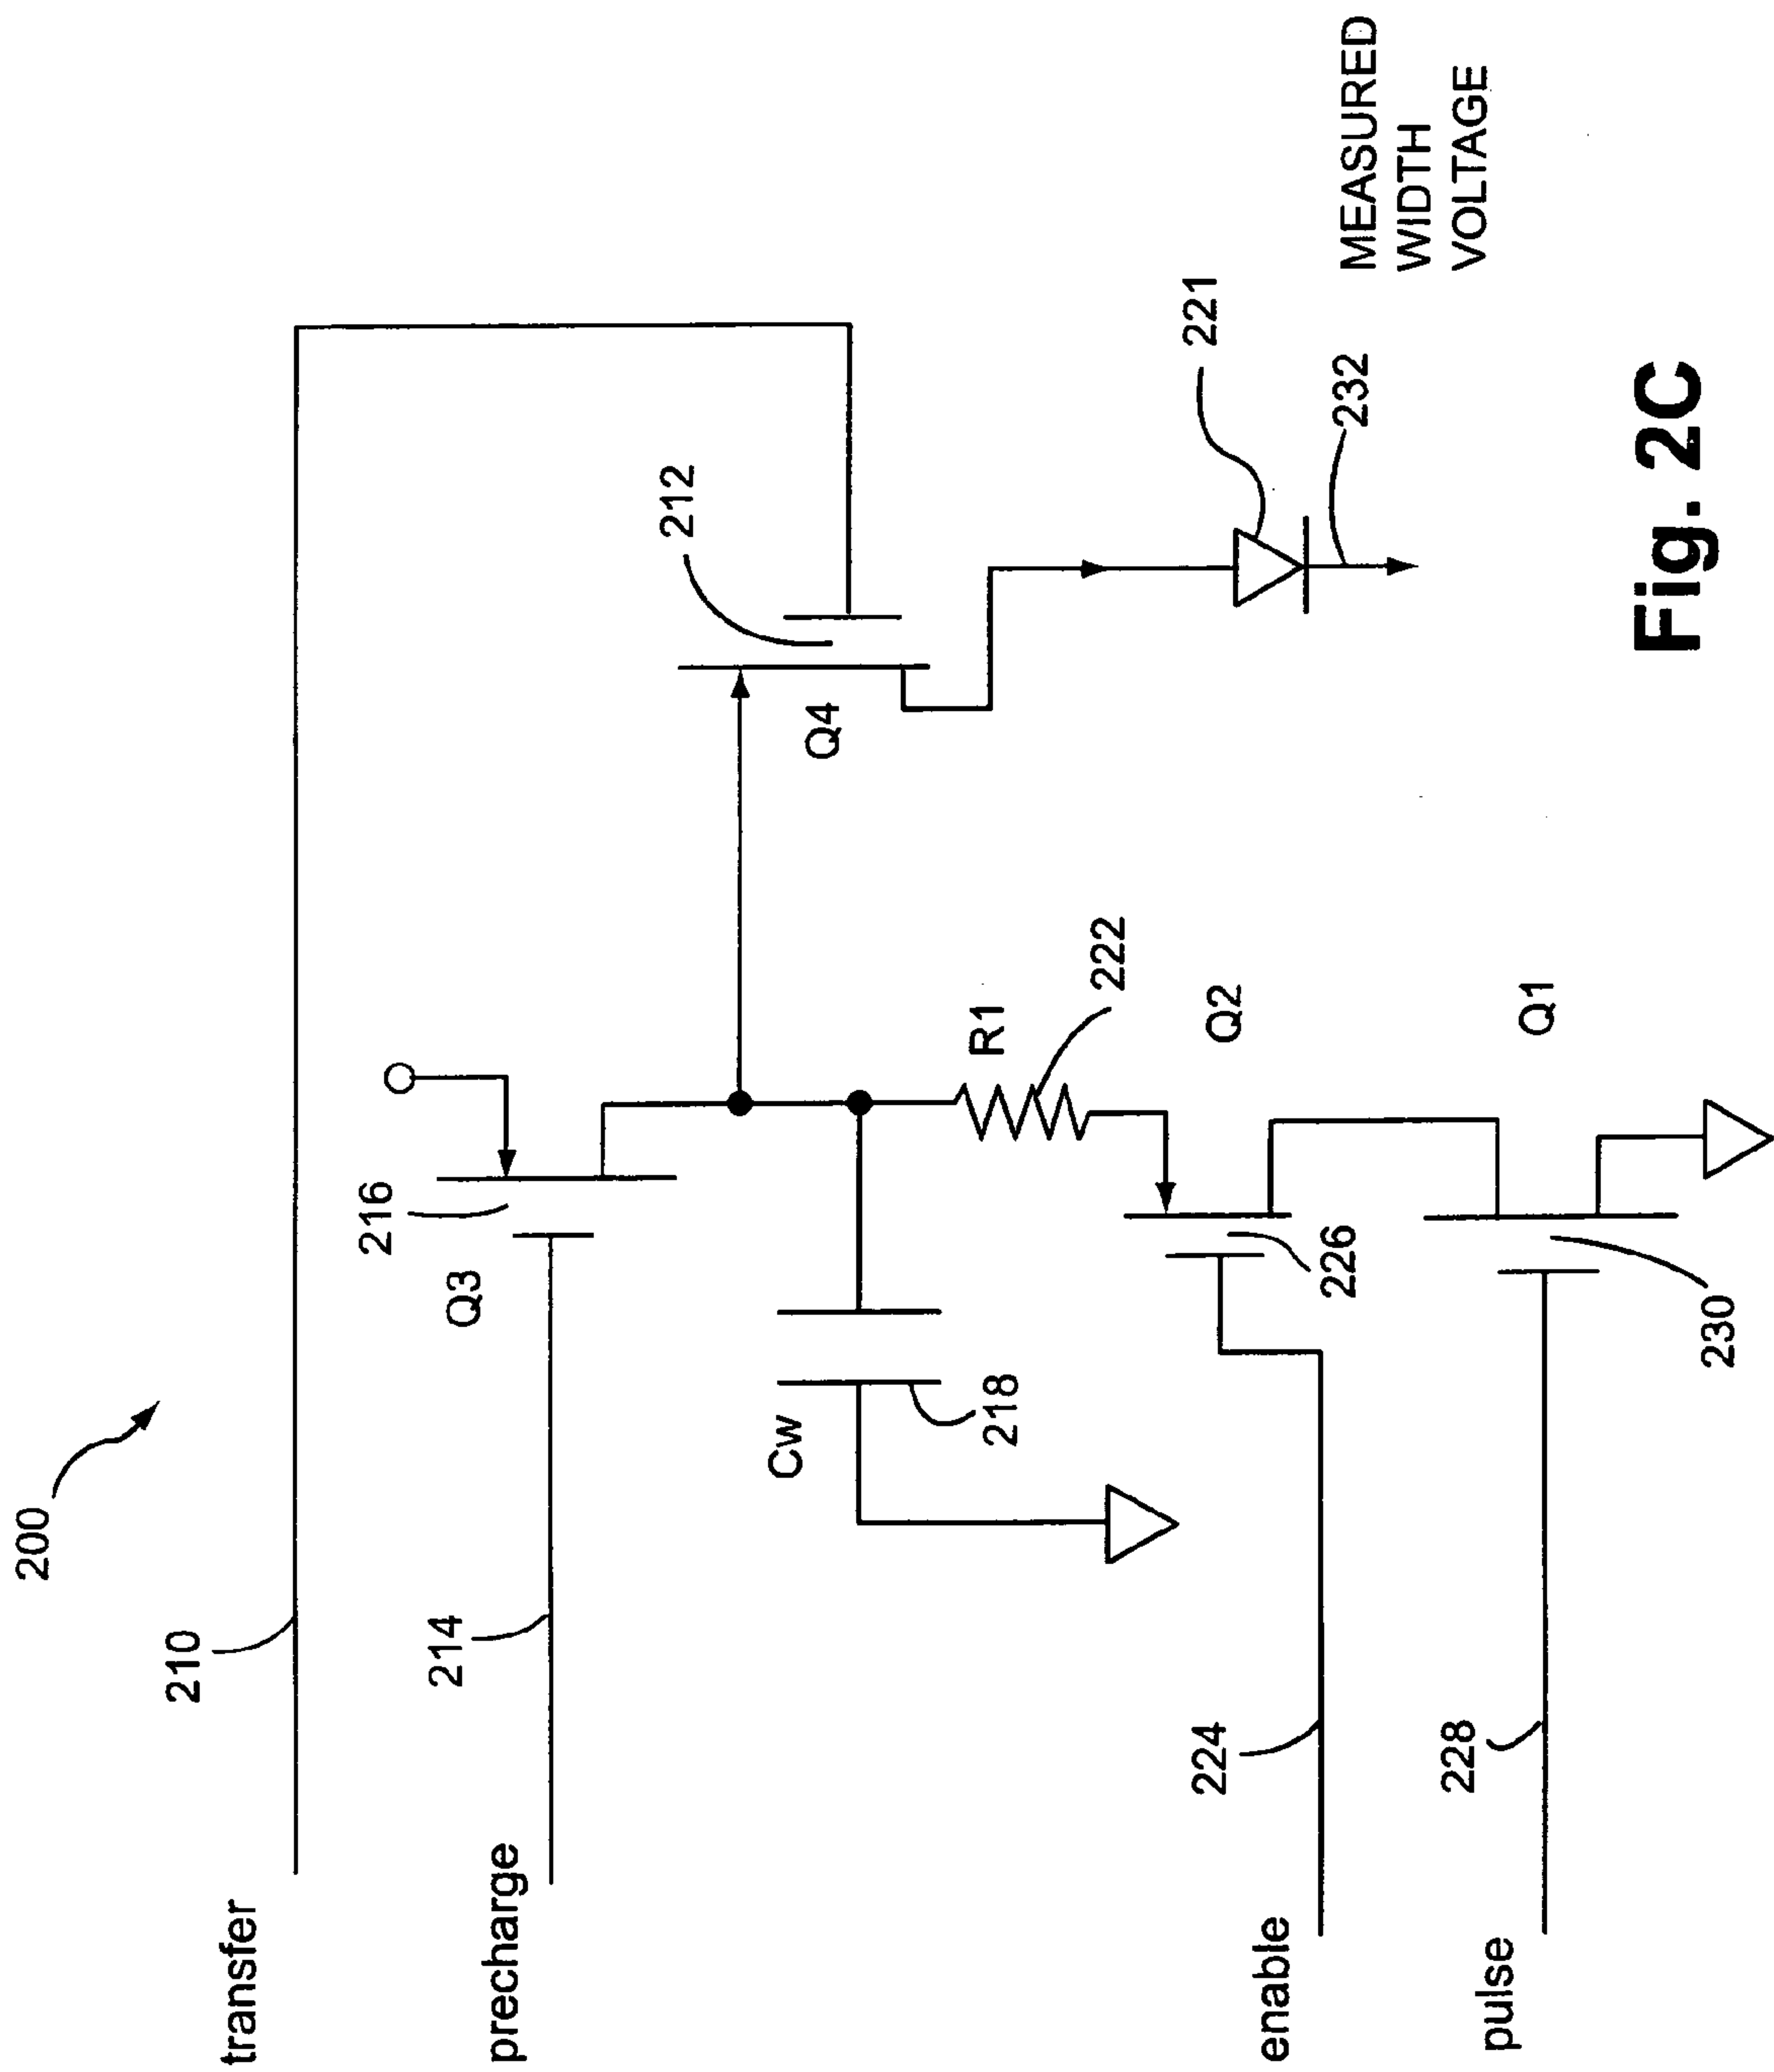 200
210
transfer
214
precharge
216
Q3
212
Q4
Cw
218
R1
222
221
232
MEASURED
WIDTH
VOLTAGE
224
enable
226
Q2
228
pulse
230
Q1
Fig. 2C